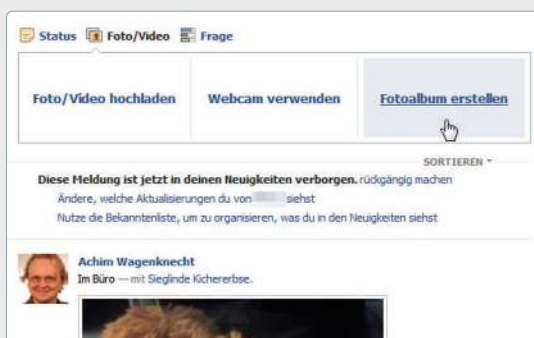 Status Foto/Video Frage
Foto/Video hochladen Webcam verwenden Fotoalbum erstellen
SORTIEREN
Diese Meldung ist jetzt in deinen Neuigkeiten verborgen. rückgängig machen
Ändere, welche Aktualisierungen du von siehst
Nutze die Bekanntenliste, um zu organisieren, was du in den Neuigkeiten siehst
Achim Wagenknecht
Im Büro — mit Sieglinde Kichererbse.